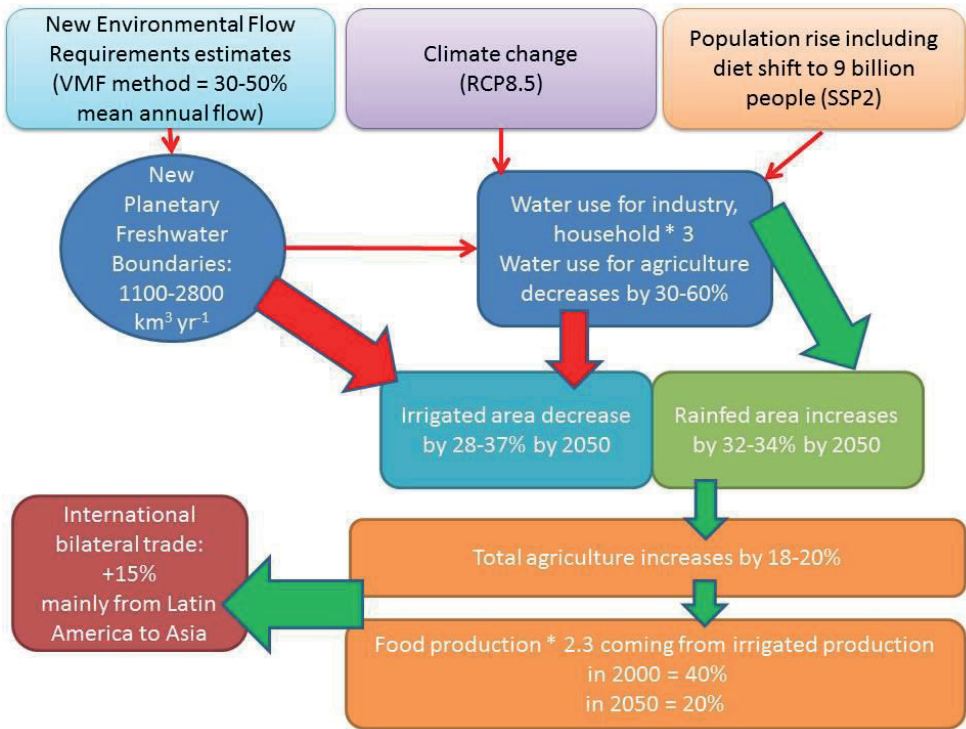 New Environmental Flow
Requirements estimates
(VMF method = 30-50%
mean annual flow)
Climate change
(RCP8.5)
Population rise including
diet shift to 9 billion
people (SSP2)
New
Planetary
Freshwater
Boundaries:
1100-2800
km³ yr⁻¹
Water use for industry,
household * 3
Water use for agriculture
decreases by 30-60%
Irrigated area decrease
by 28-37% by 2050
Rainfed area increases
by 32-34% by 2050
International
bilateral trade:
+15%
mainly from Latin
America to Asia
Total agriculture increases by 18-20%
Food production * 2.3 coming from irrigated production
in 2000 = 40%
in 2050 = 20%